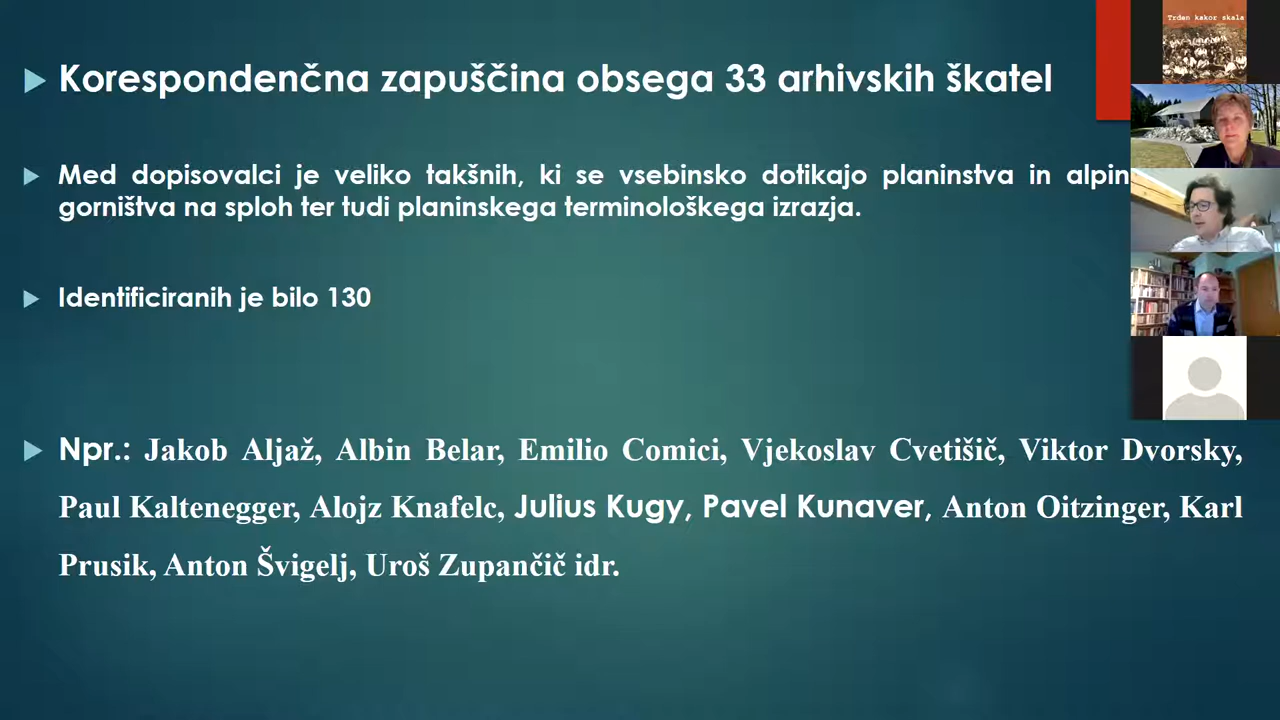 Korespondenčna zapuščina obsega 33 arhivskih škatel
Med dopisovalci je veliko takšnih, ki se vsebinsko dotikajo planinstva in
gorništva na sploh ter tudi planinskega terminološkega izrazja.
Identificiranih je bilo 130
Npr.: Jakob Aljaž, Albin Belar, Emilio Comici, Vjekoslav Cvetišič, Viktor Dvorsky,
Paul Kaltenegger, Alojz Knafelc, Julius Kugy, Pavel Kunaver, Anton Oitzinger, Karl
Prusik, Anton Švigelj, Uroš Zupančič idr.
Trden kakor skala